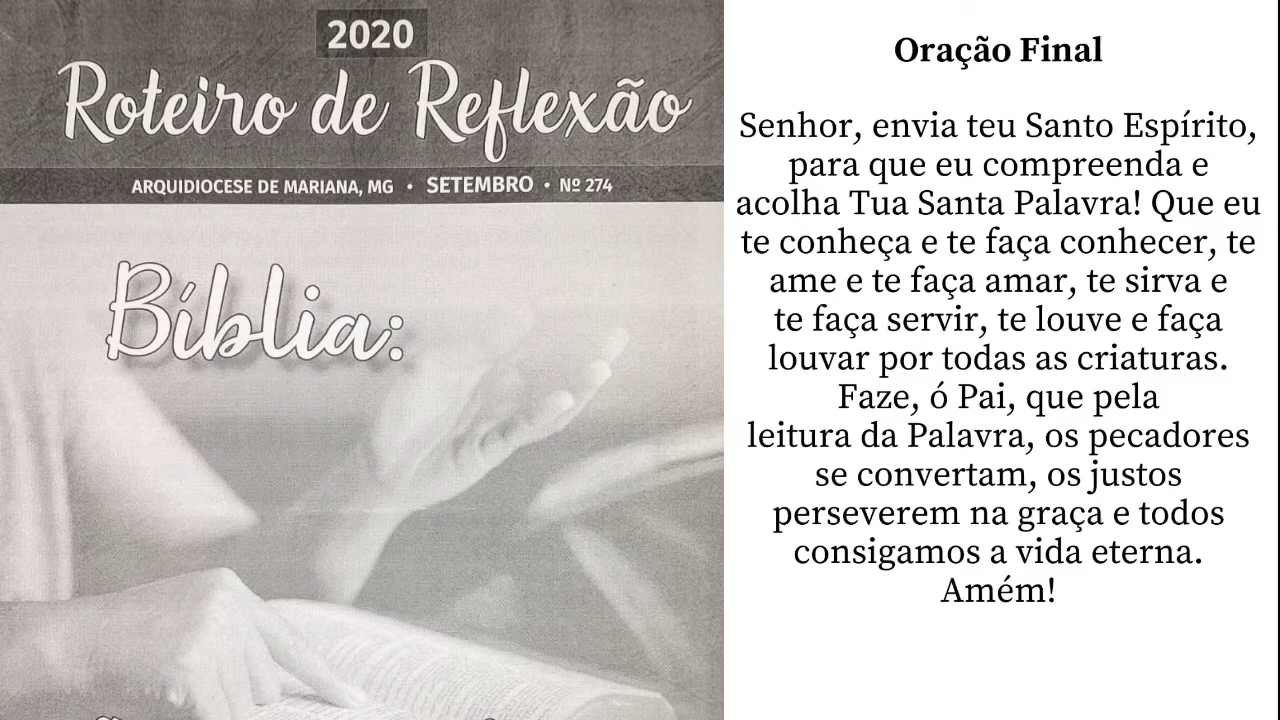 2020
Roteiro de Reflexão
ARQUIDIOCESE DE MARIANA, MG • SETEMBRO • Nº 274
Bíblia:
Oração Final
Senhor, envia teu Santo Espírito,
para que eu compreenda e
acolha Tua Santa Palavra! Que eu
te conheça e te faça conhecer, te
ame e te faça amar, te sirva e
te faça servir, te louve e faça
louvar por todas as criaturas.
Faze, ó Pai, que pela
leitura da Palavra, os pecadores
se convertam, os justos
perseverem na graça e todos
consigamos a vida eterna.
Amém!